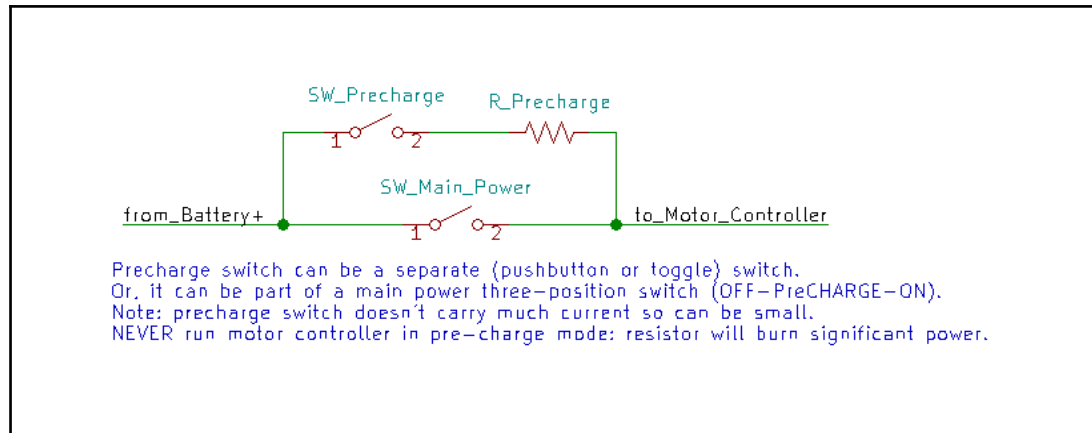 SW_Precharge
R_Precharge
1 2
SW_Main_Power
from_Battery+
1 2
to_Motor_Controller
Precharge switch can be a separate (pushbutton or toggle) switch.
Or, it can be part of a main power three-position switch (OFF-PreCHARGE-ON).
Note: precharge switch doesn't carry much current so can be small.
NEVER run motor controller in pre-charge mode: resistor will burn significant power.